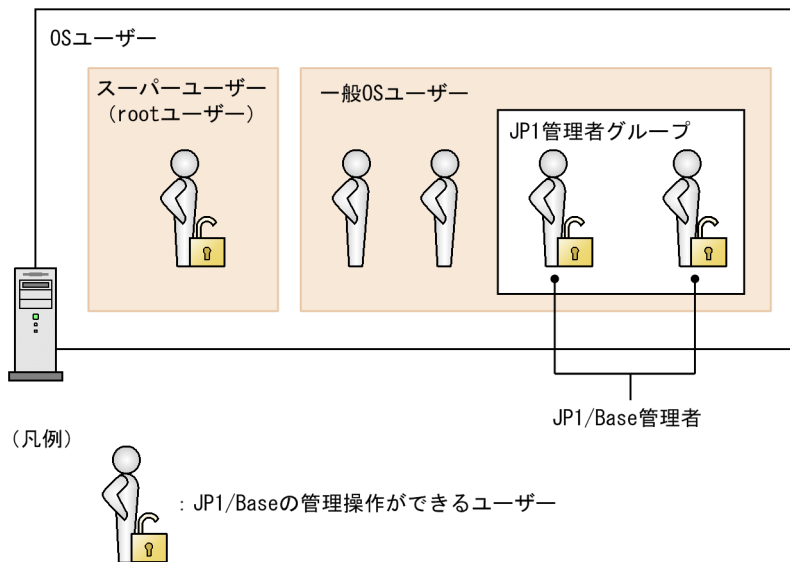 OSユーザー
スーパーユーザー
(rootユーザー)
一般OSユーザー
JP1管理者グループ
JP1/Base管理者
(凡例)
：JP1/Baseの管理操作ができるユーザー